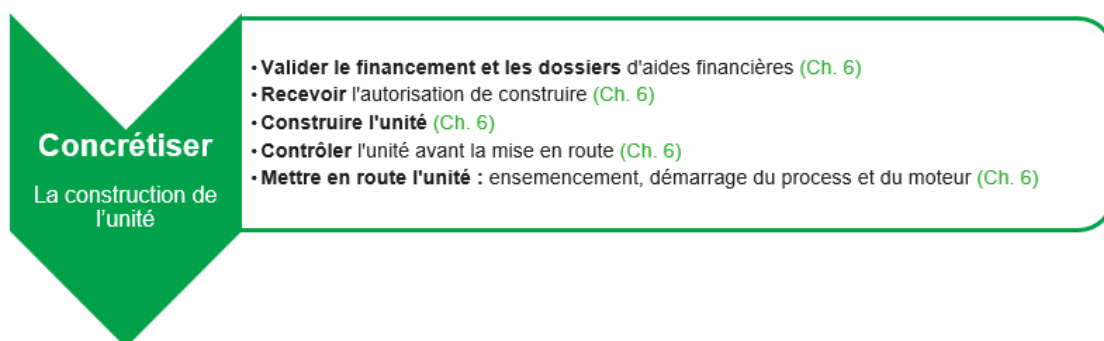 Concrétiser
La construction de
l'unité
• Valider le financement et les dossiers d'aides financières (Ch. 6)
• Recevoir l'autorisation de construire (Ch. 6)
• Construire l'unité (Ch. 6)
• Contrôler l'unité avant la mise en route (Ch. 6)
• Mettre en route l'unité : ensemencement, démarrage du process et du moteur (Ch. 6)